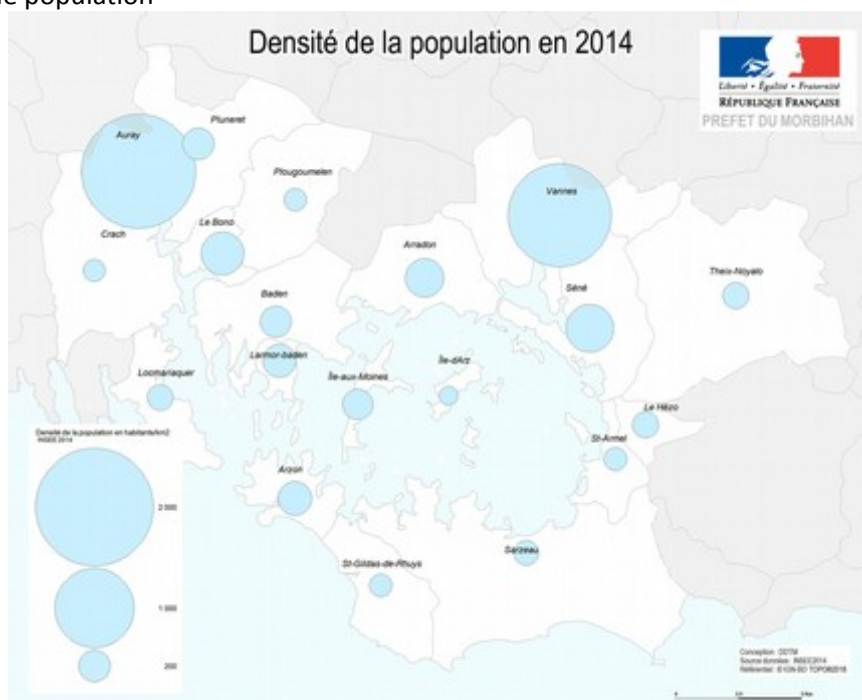 de population
Densité de la population en 2014
Liberté • Égalité • Fraternité
RÉPUBLIQUE FRANÇAISE
PREFET DU MORBIHAN
Auray
Pluneret
Plougoumelen
Vannes
Le Bono
Crach
Arradon
Theix-Noyalo
Baden
Séné
Larmor-baden
Locmariaquer
Île-aux-Moines
Île-d'Arz
Le Hézo
St-Armel
Arzon
Sarzeau
St-Gildas-de-Rhuys
Densité de la population en habitants/km2
INSEE 2014
2 000
1 000
200
Conception : DDTM
Source données : INSEE2014